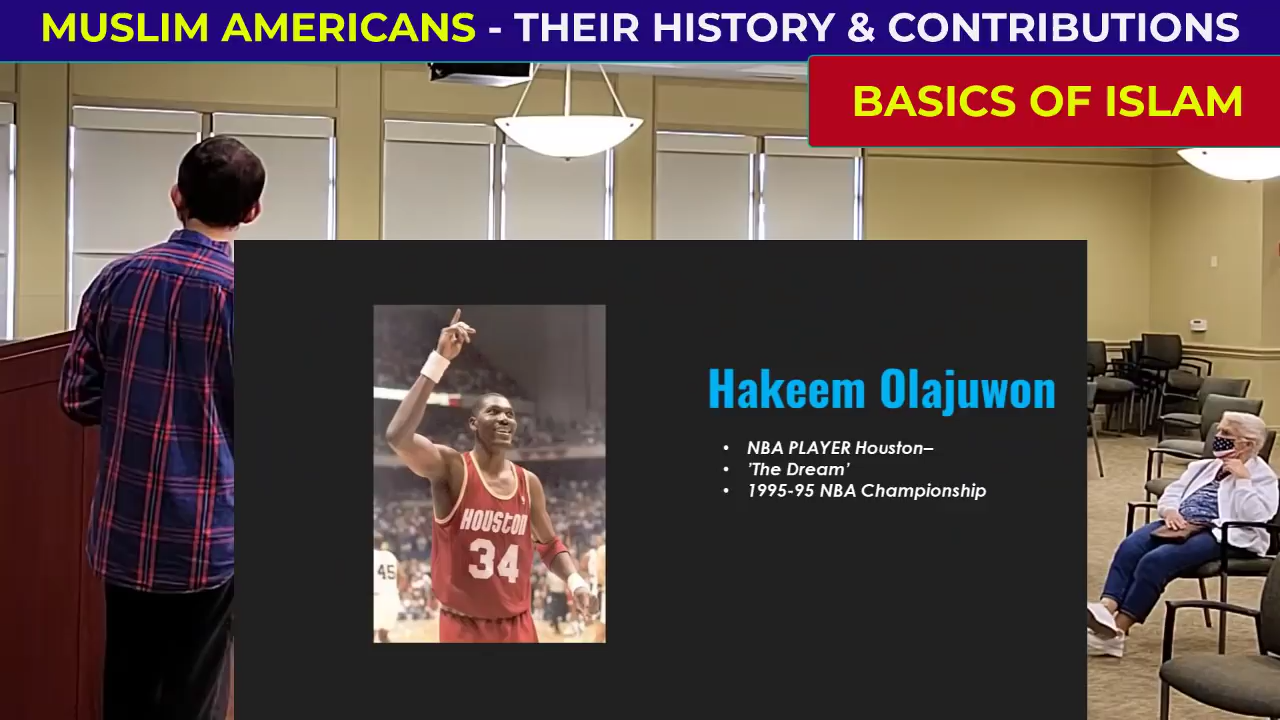 MUSLIM AMERICANS - THEIR HISTORY & CONTRIBUTIONS
BASICS OF ISLAM
Hakeem Olajuwon
• NBA PLAYER Houston–
• 'The Dream'
• 1995-95 NBA Championship
HOUSTON
34
45